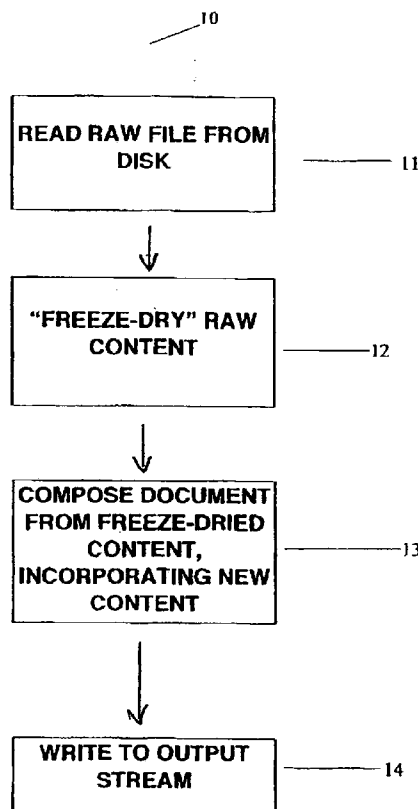 10
READ RAW FILE FROM
DISK
11
“FREEZE-DRY” RAW
CONTENT
12
COMPOSE DOCUMENT
FROM FREEZE-DRIED
CONTENT,
INCORPORATING NEW
CONTENT
13
WRITE TO OUTPUT
STREAM
14